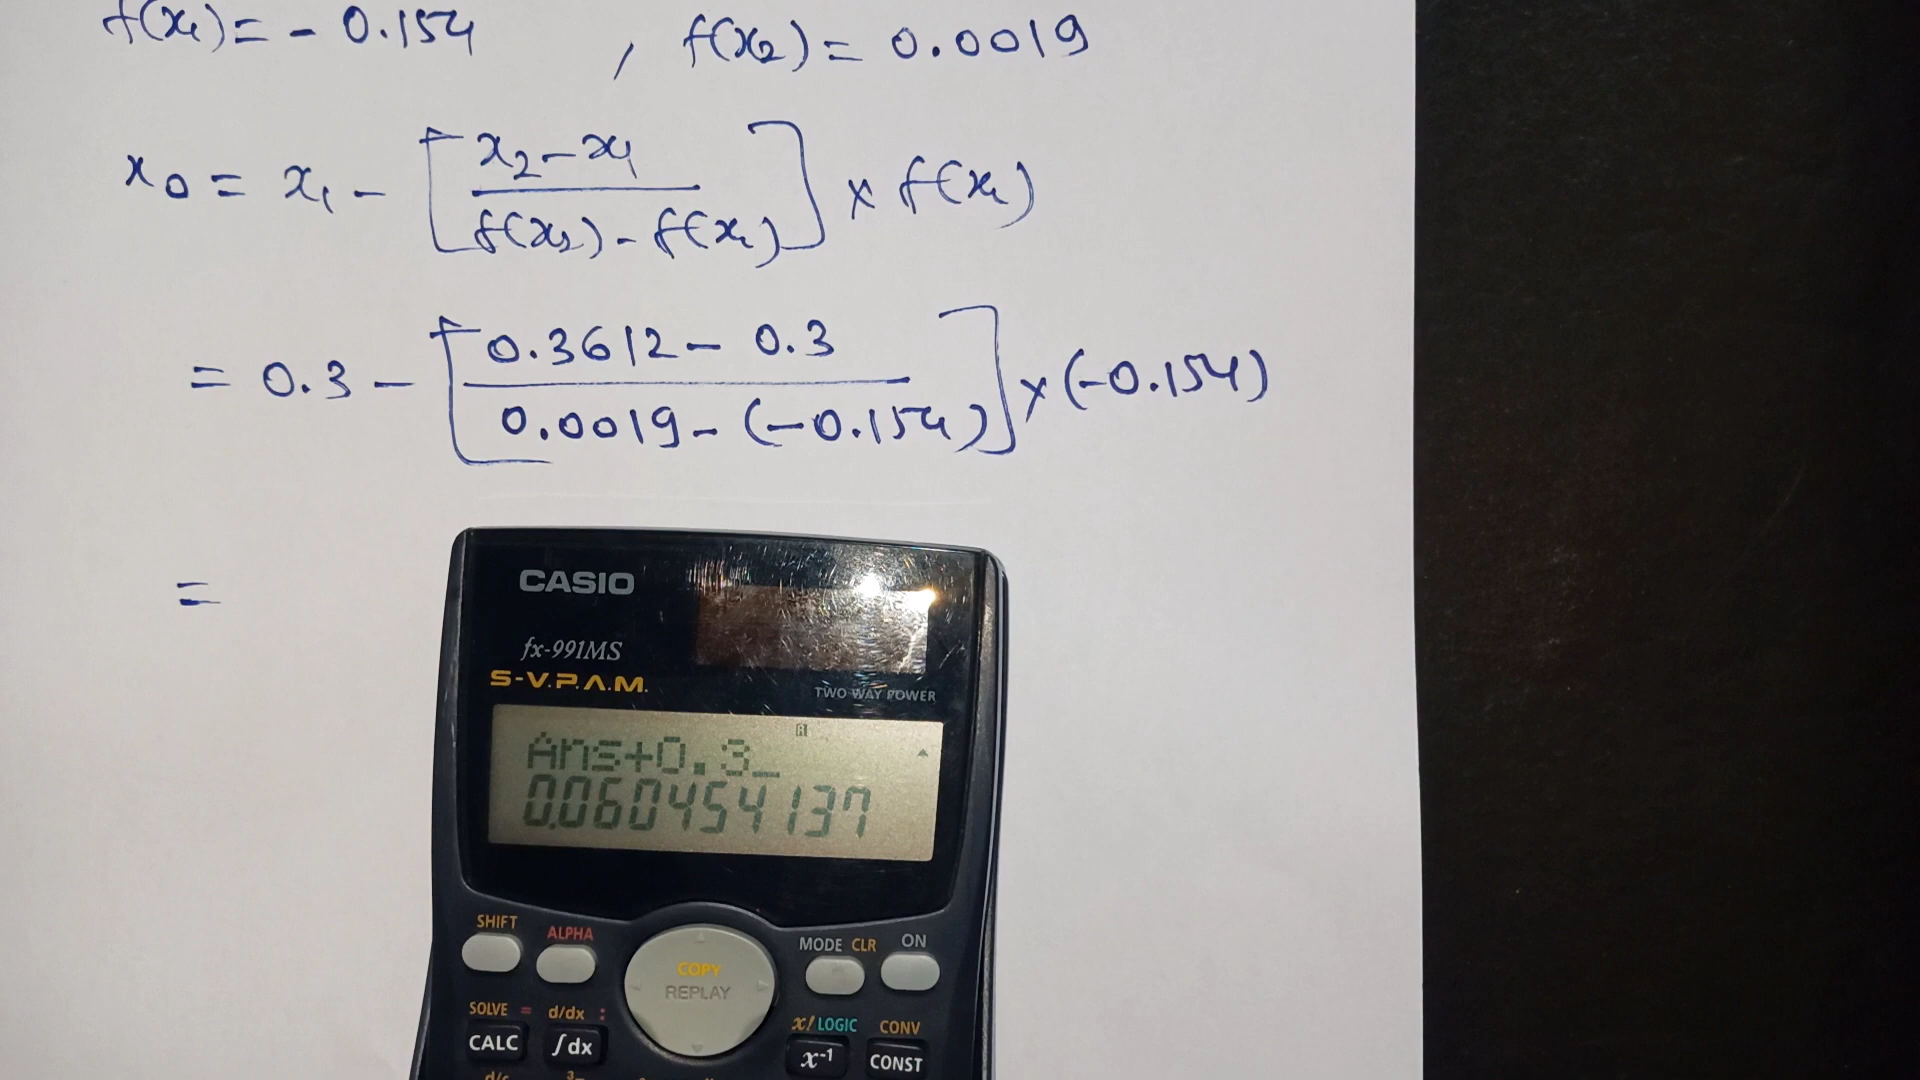 f(x₁) = - 0.154 , f(x₂) = 0.0019
x₀ = x₁ - [ x₂ - x₁ / f(x₂) - f(x₁) ] × f(x₁)
= 0.3 - [ 0.3612 - 0.3 / 0.0019 - (-0.154) ] × (-0.154)
=
CASIO
fx-991MS
S-V.P.A.M.
TWO WAY POWER
Ans+0.3_
0.060454137
SHIFT ALPHA MODE CLR ON
COPY
REPLAY
SOLVE = d/dx : x! LOGIC CONV
CALC ∫dx x⁻¹ CONST
d/c